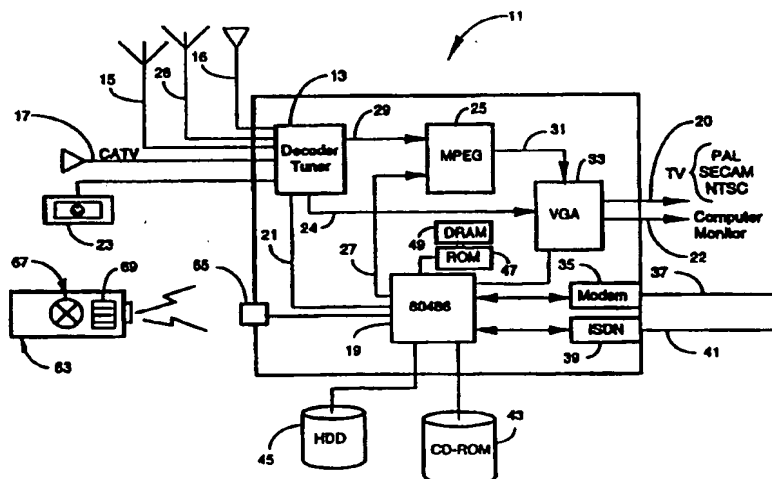 11
15
26
16
13
29
25
31
20
17
CATV
Decoder
Tuner
MPEG
33
TV
PAL
SECAM
NTSC
VGA
Computer
Monitor
23
21
24
27
49
DRAM
ROM
47
35
22
37
67
69
65
80486
Modem
19
ISDN
39
41
63
45
HDD
CD-ROM
43